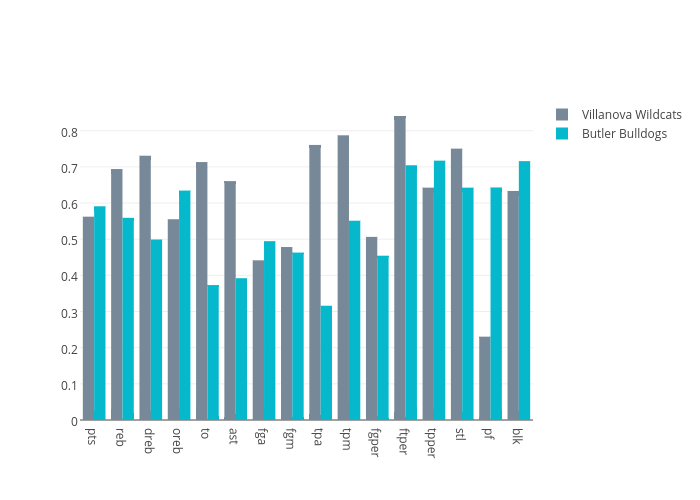 Villanova Wildcats
Butler Bulldogs
0.8
0.7
0.6
0.5
0.4
0.3
0.2
0.1
0
pts
reb
dreb
oreb
to
ast
fga
fgm
tpa
tpm
fgper
ftper
tpper
stl
pf
blk